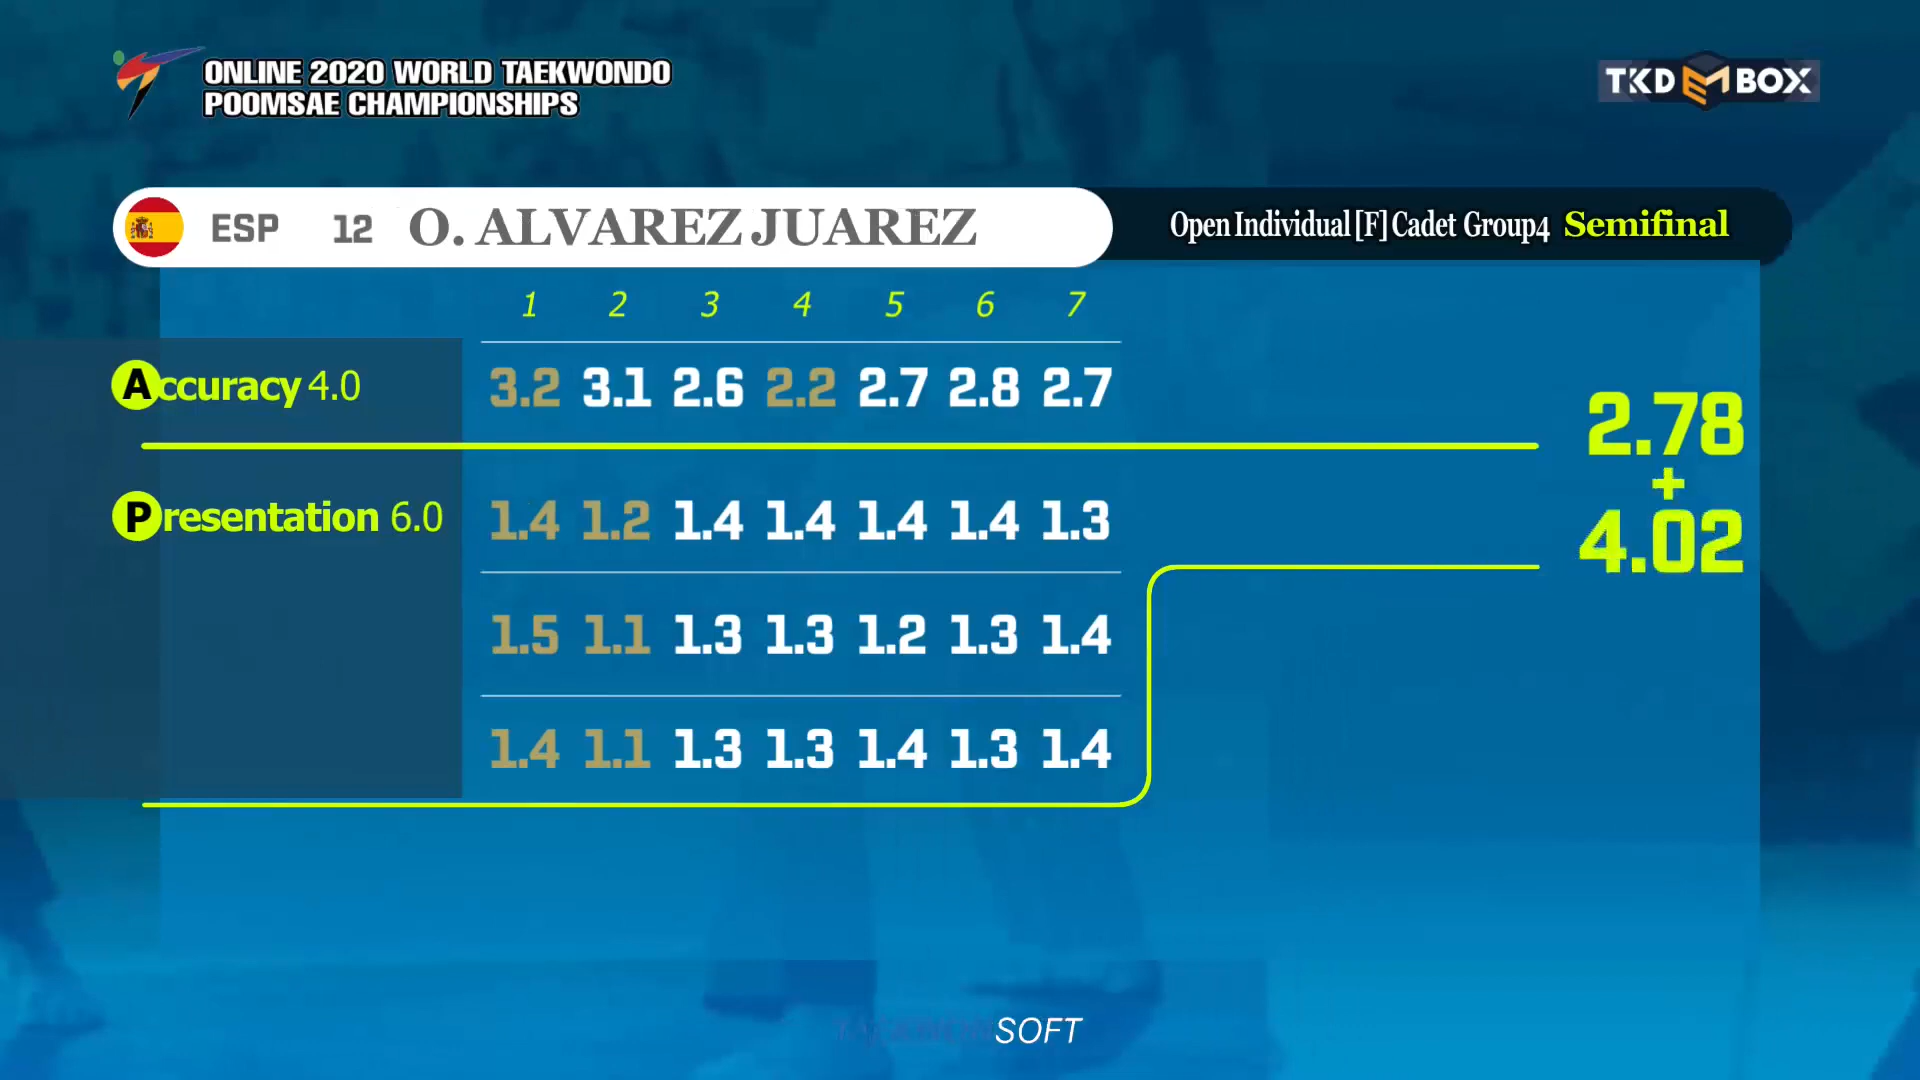 ONLINE 2020 WORLD TAEKWONDO
POOMSAE CHAMPIONSHIPS
TKD BOX
ESP 12 O. ALVAREZ JUAREZ
Open Individual [F] Cadet Group4 Semifinal
1 2 3 4 5 6 7
Accuracy 4.0 3.2 3.1 2.6 2.2 2.7 2.8 2.7
2.78
+
4.02
Presentation 6.0 1.4 1.2 1.4 1.4 1.4 1.4 1.3
1.5 1.1 1.3 1.3 1.2 1.3 1.4
1.4 1.1 1.3 1.3 1.4 1.3 1.4
SOFT